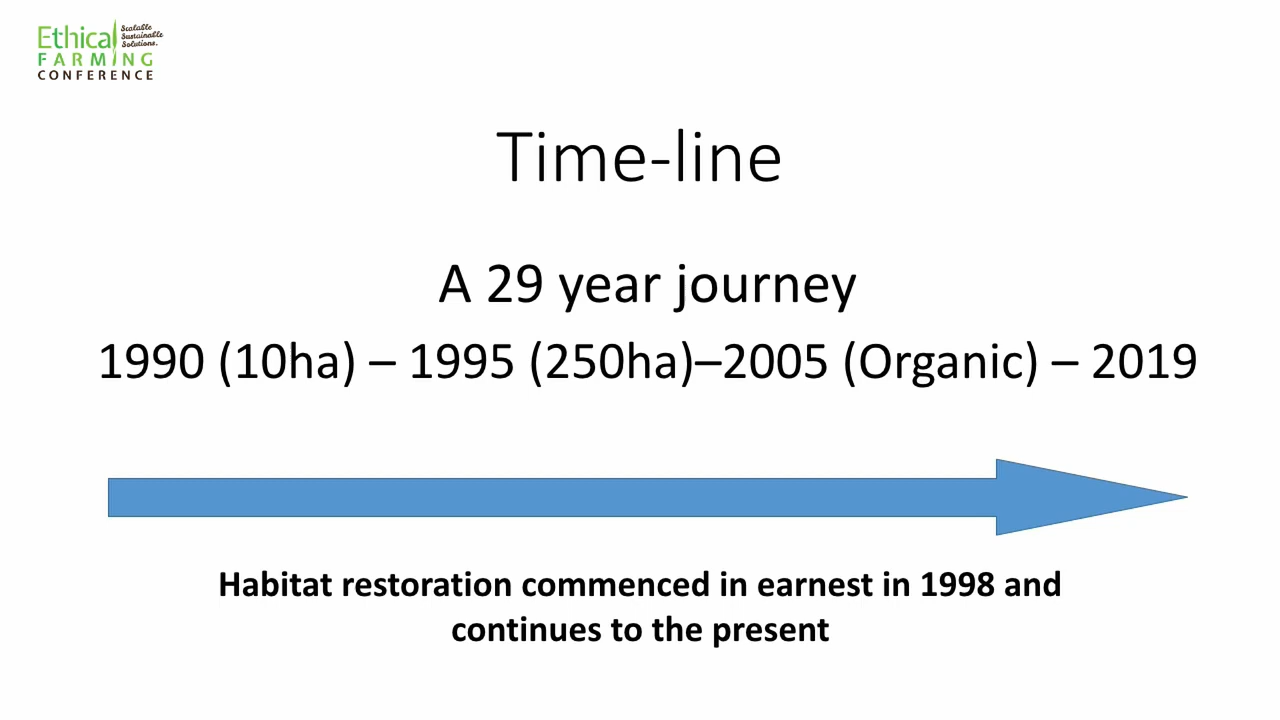 Ethical
Scalable
Sustainable
Solutions.
FARMING
CONFERENCE
Time-line
A 29 year journey
1990 (10ha) – 1995 (250ha)–2005 (Organic) – 2019
Habitat restoration commenced in earnest in 1998 and
continues to the present